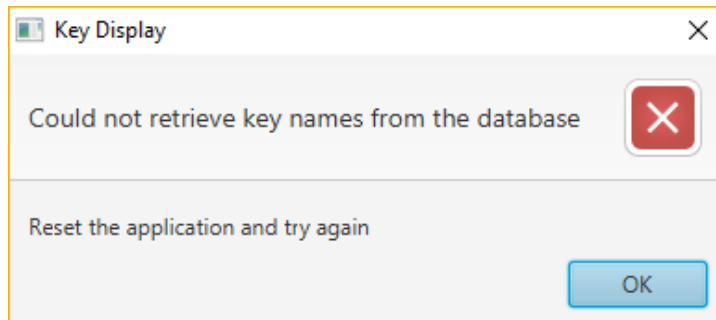 Key Display
Could not retrieve key names from the database
Reset the application and try again
OK